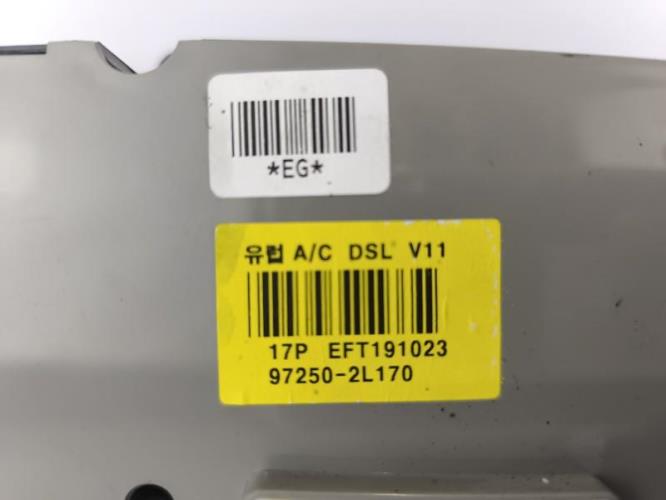 *EG*
유럽 A/C DSL V11
17P EFT191023
97250-2L170